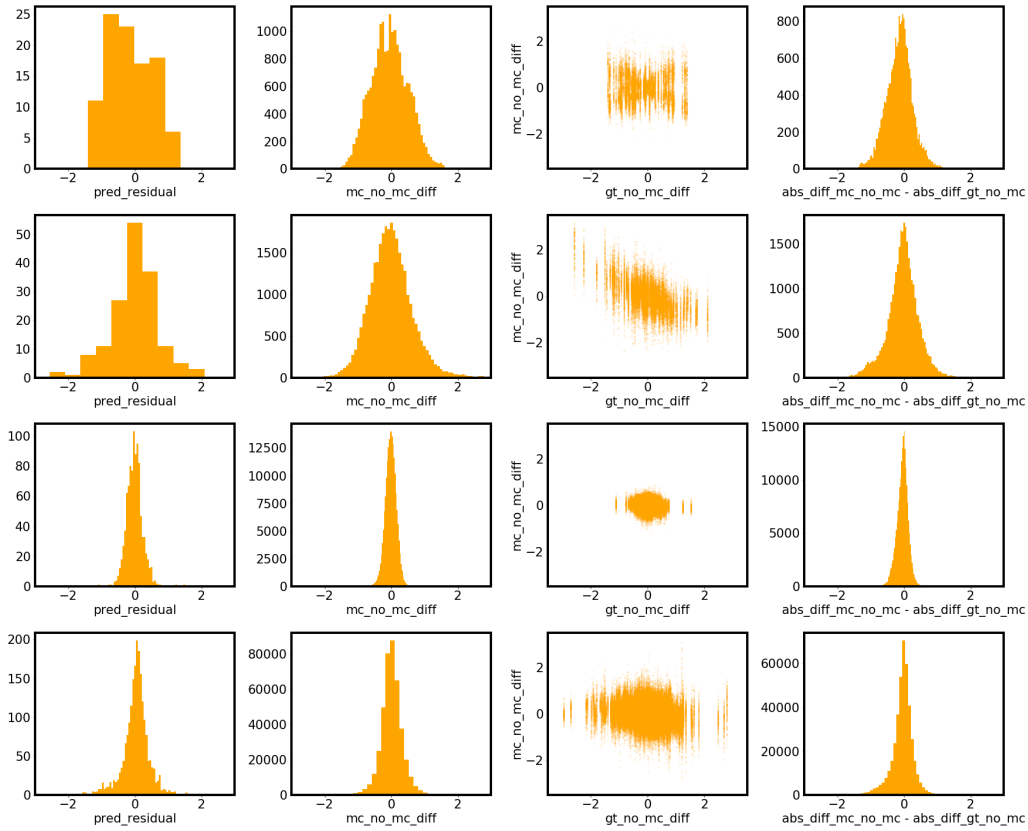 25
20
15
10
5
0
−2 0 2
pred_residual
1000
800
600
400
200
0
−2 0 2
mc_no_mc_diff
mc_no_mc_diff
2
0
−2
−2 0 2
gt_no_mc_diff
800
600
400
200
0
−2 0 2
abs_diff_mc_no_mc - abs_diff_gt_no_mc
50
40
30
20
10
0
−2 0 2
pred_residual
1500
1000
500
0
−2 0 2
mc_no_mc_diff
mc_no_mc_diff
2
0
−2
−2 0 2
gt_no_mc_diff
1500
1000
500
0
−2 0 2
abs_diff_mc_no_mc - abs_diff_gt_no_mc
100
80
60
40
20
0
−2 0 2
pred_residual
12500
10000
7500
5000
2500
0
−2 0 2
mc_no_mc_diff
mc_no_mc_diff
2
0
−2
−2 0 2
gt_no_mc_diff
15000
10000
5000
0
−2 0 2
abs_diff_mc_no_mc - abs_diff_gt_no_mc
200
150
100
50
0
−2 0 2
pred_residual
80000
60000
40000
20000
0
−2 0 2
mc_no_mc_diff
mc_no_mc_diff
2
0
−2
−2 0 2
gt_no_mc_diff
60000
40000
20000
0
−2 0 2
abs_diff_mc_no_mc - abs_diff_gt_no_mc